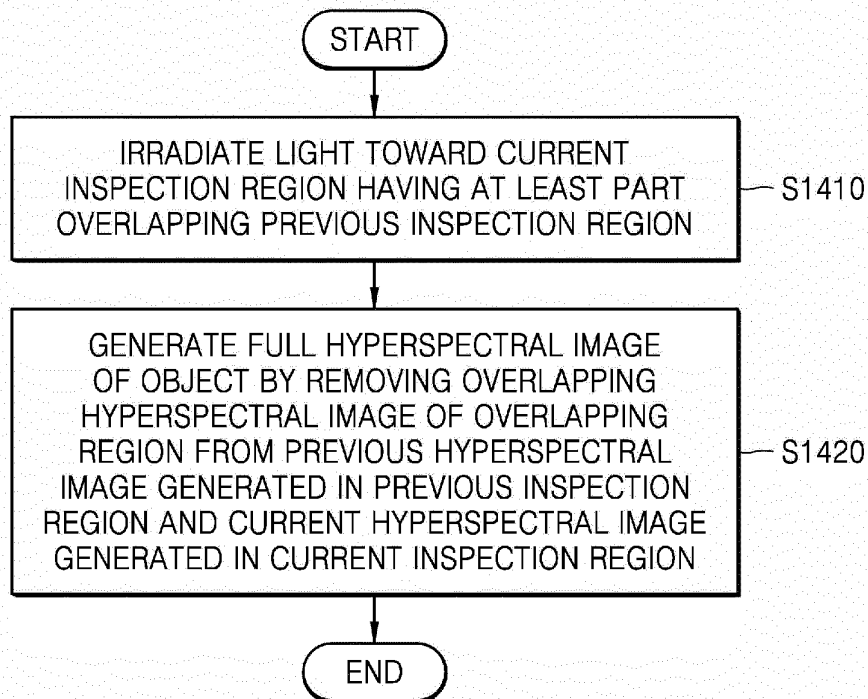 START
IRRADIATE LIGHT TOWARD CURRENT
INSPECTION REGION HAVING AT LEAST PART
OVERLAPPING PREVIOUS INSPECTION REGION
S1410
GENERATE FULL HYPERSPECTRAL IMAGE
OF OBJECT BY REMOVING OVERLAPPING
HYPERSPECTRAL IMAGE OF OVERLAPPING
REGION FROM PREVIOUS HYPERSPECTRAL
IMAGE GENERATED IN PREVIOUS INSPECTION
REGION AND CURRENT HYPERSPECTRAL IMAGE
GENERATED IN CURRENT INSPECTION REGION
S1420
END